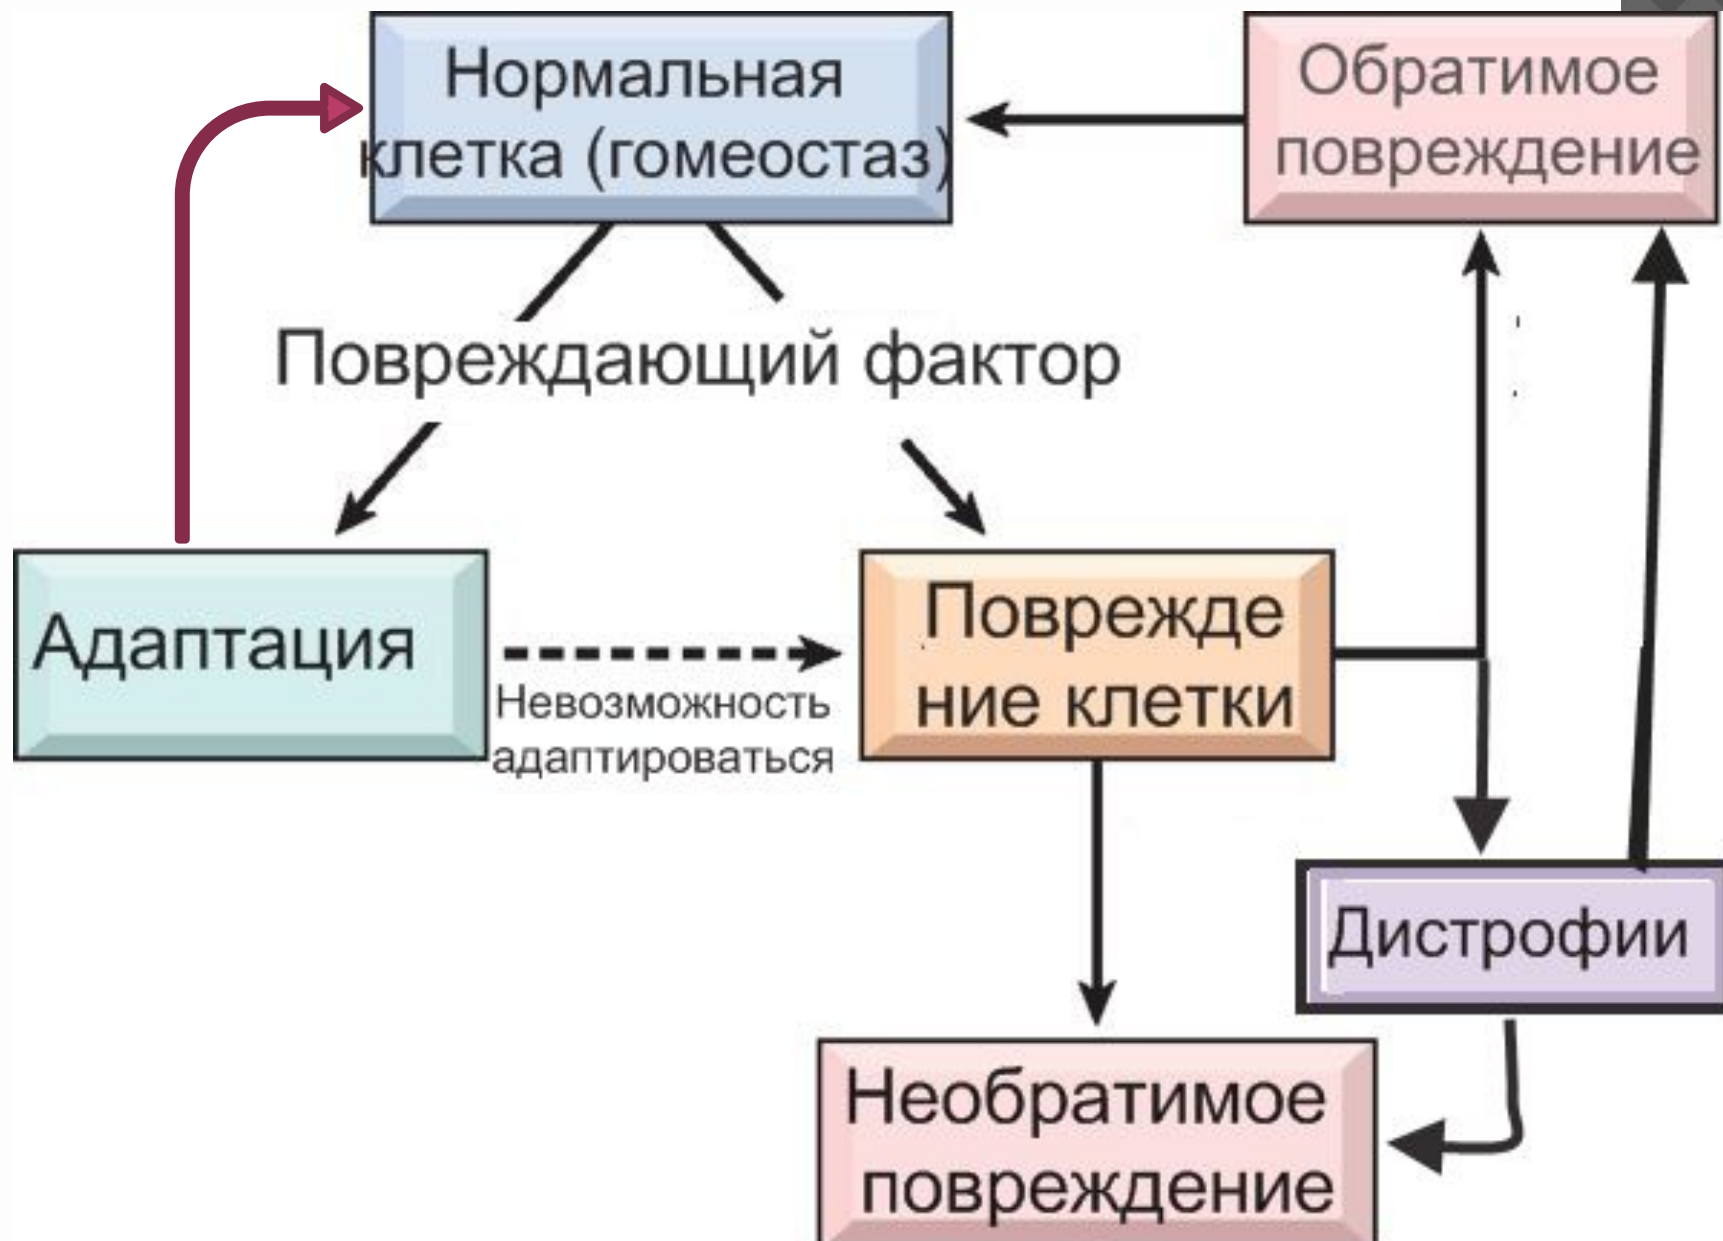 Нормальная
клетка (гомеостаз)
Обратимое
повреждение
Повреждающий фактор
Адаптация
Невозможность
адаптироваться
Поврежде
ние клетки
Дистрофии
Необратимое
повреждение